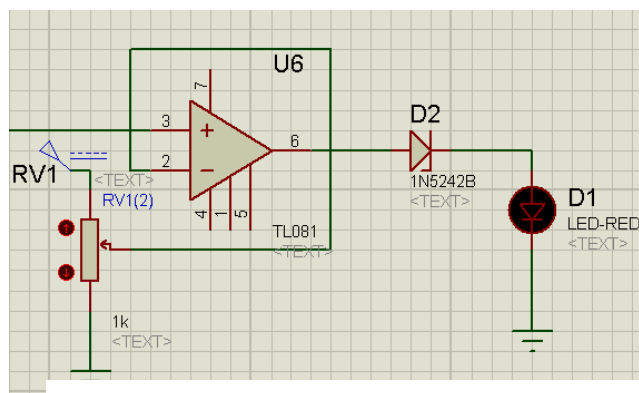 U6
7
3
6
2
4
1
5
TL081
<TEXT>
RV1
<TEXT>
RV1(2)
1k
<TEXT>
D2
1N5242B
<TEXT>
D1
LED-RED
<TEXT>